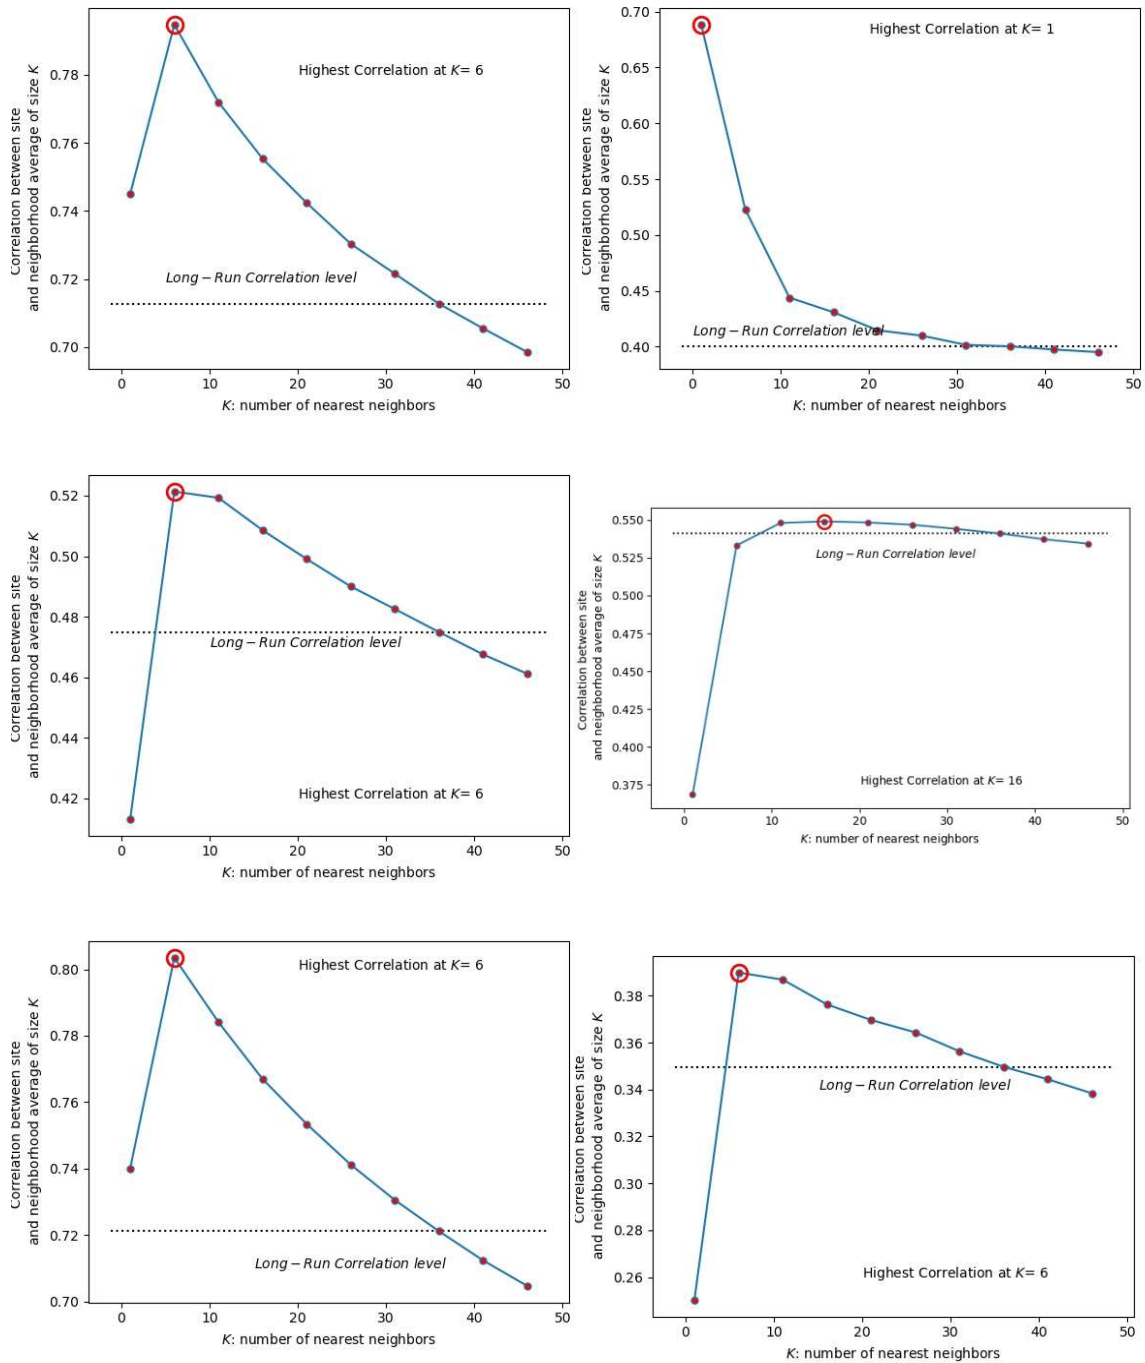 Correlation between site
and neighborhood average of size K
0.78
0.76
0.74
0.72
0.70
Highest Correlation at K= 6
Long−Run Correlation level
0 10 20 30 40 50
K: number of nearest neighbors
Correlation between site
and neighborhood average of size K
0.70
0.65
0.60
0.55
0.50
0.45
0.40
Highest Correlation at K= 1
Long−Run Correlation level
0 10 20 30 40 50
K: number of nearest neighbors
Correlation between site
and neighborhood average of size K
0.52
0.50
0.48
0.46
0.44
0.42
Long−Run Correlation level
Highest Correlation at K= 6
0 10 20 30 40 50
K: number of nearest neighbors
Correlation between site
and neighborhood average of size K
0.550
0.525
0.500
0.475
0.450
0.425
0.400
0.375
Long−Run Correlation level
Highest Correlation at K= 16
0 10 20 30 40 50
K: number of nearest neighbors
Correlation between site
and neighborhood average of size K
0.80
0.78
0.76
0.74
0.72
0.70
Highest Correlation at K= 6
Long−Run Correlation level
0 10 20 30 40 50
K: number of nearest neighbors
Correlation between site
and neighborhood average of size K
0.38
0.36
0.34
0.32
0.30
0.28
0.26
Long−Run Correlation level
Highest Correlation at K= 6
0 10 20 30 40 50
K: number of nearest neighbors